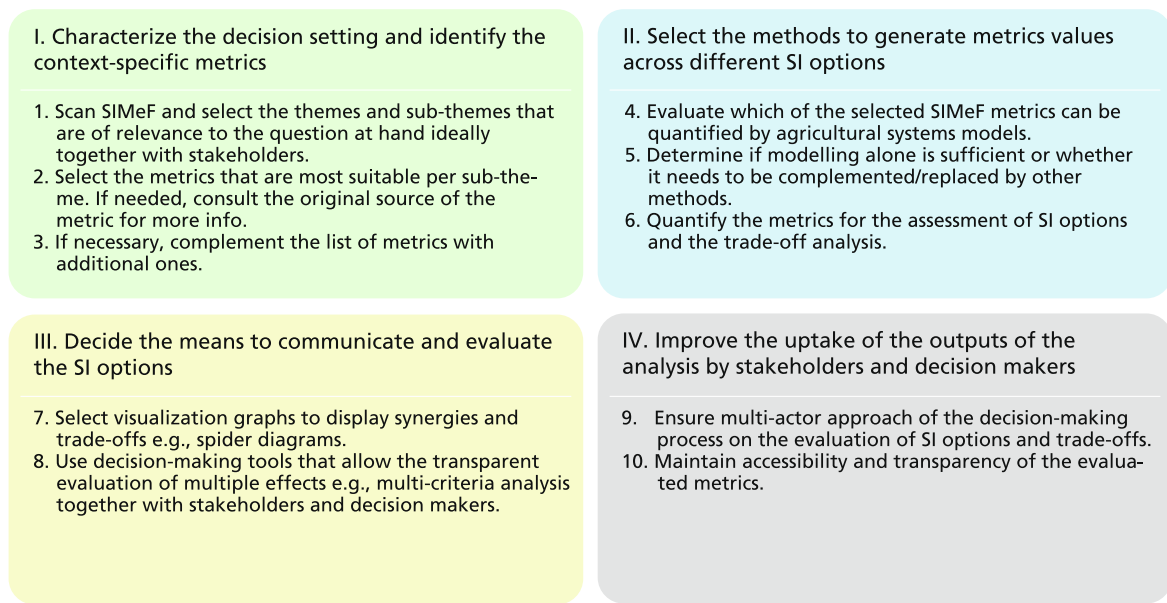 I. Characterize the decision setting and identify the
context-specific metrics
1. Scan SIMeF and select the themes and sub-themes that
are of relevance to the question at hand ideally
together with stakeholders.
2. Select the metrics that are most suitable per sub-the-
me. If needed, consult the original source of the
metric for more info.
3. If necessary, complement the list of metrics with
additional ones.
II. Select the methods to generate metrics values
across different SI options
4. Evaluate which of the selected SIMeF metrics can be
quantified by agricultural systems models.
5. Determine if modelling alone is sufficient or whether
it needs to be complemented/replaced by other
methods.
6. Quantify the metrics for the assessment of SI options
and the trade-off analysis.
III. Decide the means to communicate and evaluate
the SI options
7. Select visualization graphs to display synergies and
trade-offs e.g., spider diagrams.
8. Use decision-making tools that allow the transparent
evaluation of multiple effects e.g., multi-criteria analysis
together with stakeholders and decision makers.
IV. Improve the uptake of the outputs of the
analysis by stakeholders and decision makers
9. Ensure multi-actor approach of the decision-making
process on the evaluation of SI options and trade-offs.
10. Maintain accessibility and transparency of the evalua-
ted metrics.